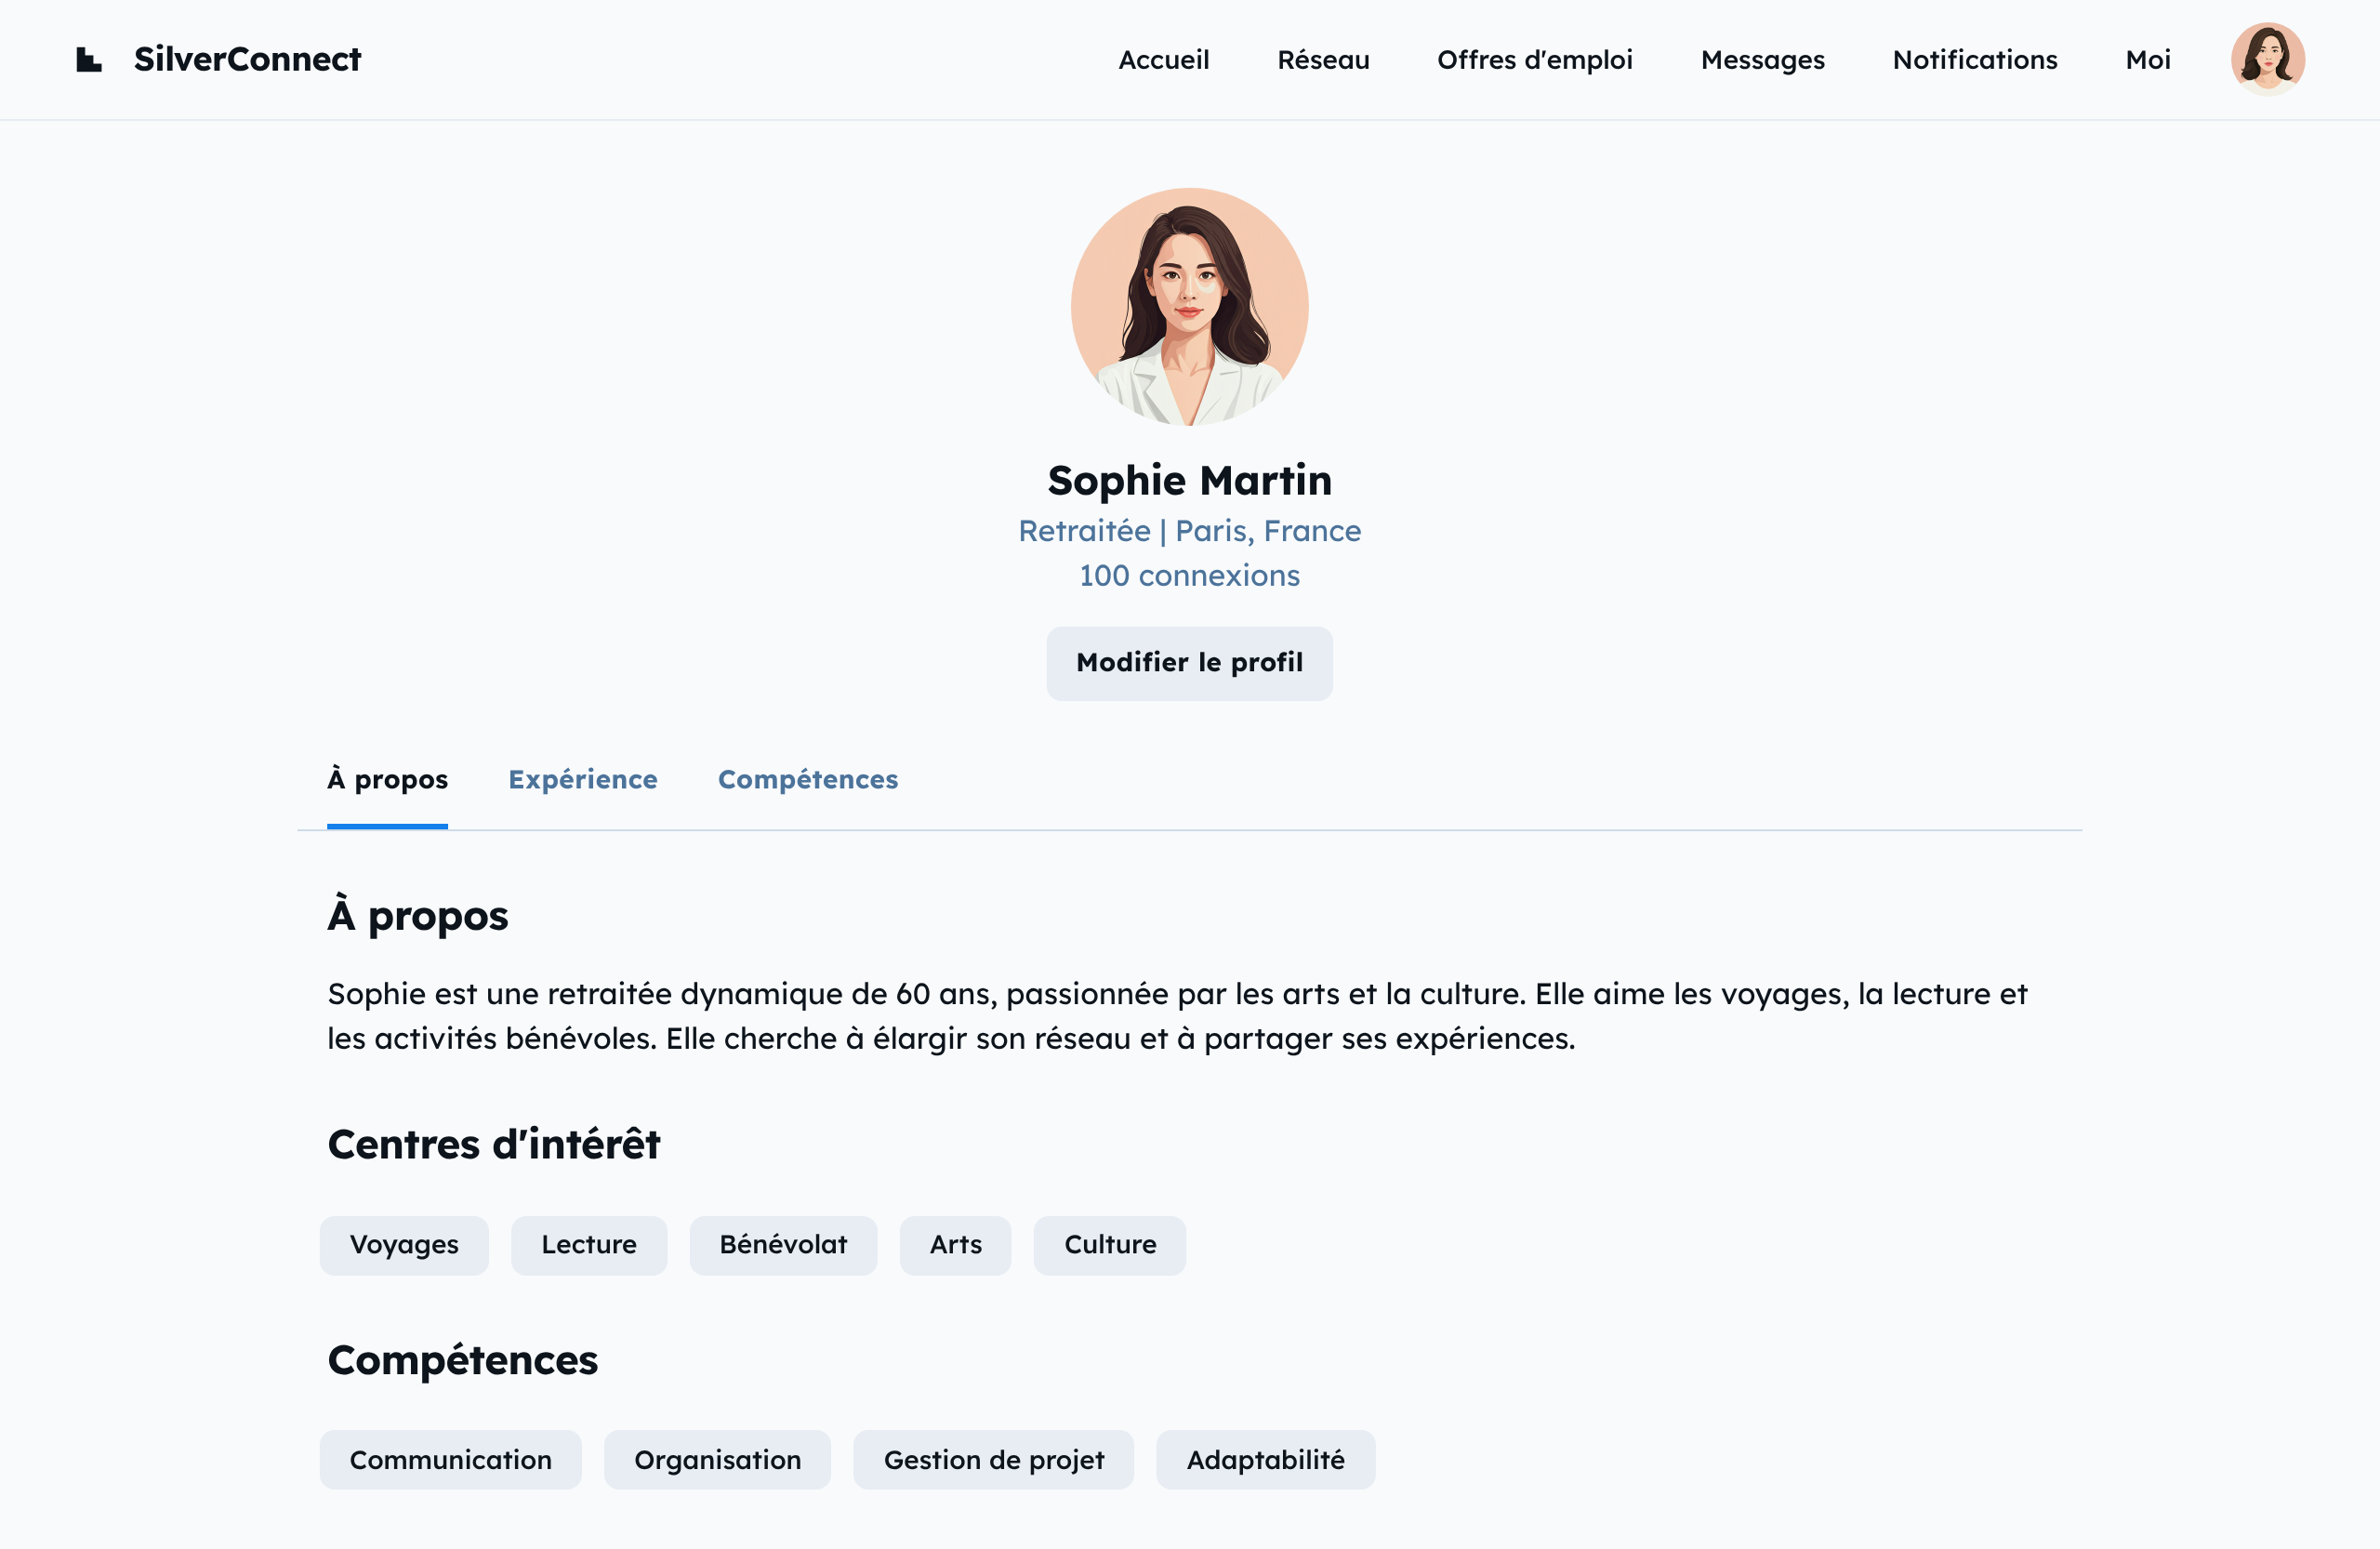 SilverConnect
Accueil Réseau Offres d'emploi Messages Notifications Moi
Sophie Martin
Retraitée | Paris, France
100 connexions
Modifier le profil
À propos Expérience Compétences
À propos
Sophie est une retraitée dynamique de 60 ans, passionnée par les arts et la culture. Elle aime les voyages, la lecture et
les activités bénévoles. Elle cherche à élargir son réseau et à partager ses expériences.
Centres d'intérêt
Voyages Lecture Bénévolat Arts Culture
Compétences
Communication Organisation Gestion de projet Adaptabilité